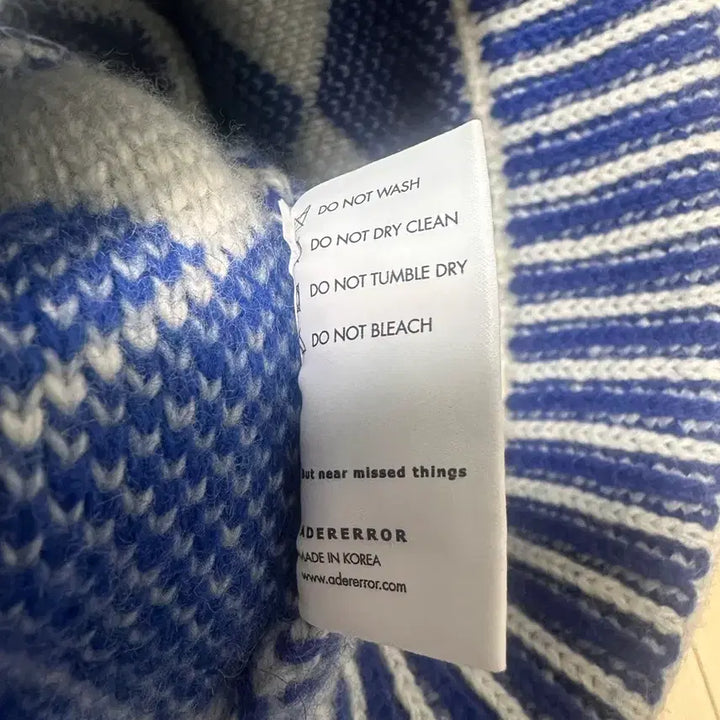 DO NOT WASH
DO NOT DRY CLEAN
DO NOT TUMBLE DRY
DO NOT BLEACH
but near missed things
ADERERROR
MADE IN KOREA
www.adererror.com